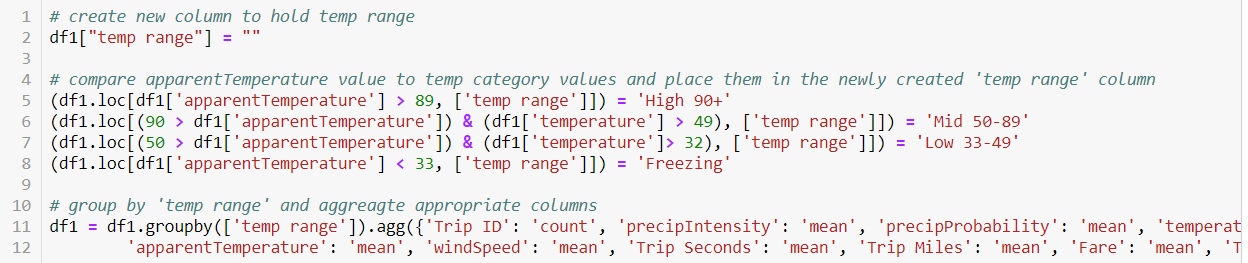 1 # create new column to hold temp range
2 df1["temp range"] = ""
3
4 # compare apparentTemperature value to temp category values and place them in the newly created 'temp range' column
5 (df1.loc[df1['apparentTemperature'] > 89, ['temp range']]) = 'High 90+'
6 (df1.loc[(90 > df1['apparentTemperature']) & (df1['temperature'] > 49), ['temp range']]) = 'Mid 50-89'
7 (df1.loc[(50 > df1['apparentTemperature']) & (df1['temperature']> 32), ['temp range']]) = 'Low 33-49'
8 (df1.loc[df1['apparentTemperature'] < 33, ['temp range']]) = 'Freezing'
9
10 # group by 'temp range' and aggreagte appropriate columns
11 df1 = df1.groupby(['temp range']).agg({'Trip ID': 'count', 'precipIntensity': 'mean', 'precipProbability': 'mean', 'temperat
12 'apparentTemperature': 'mean', 'windSpeed': 'mean', 'Trip Seconds': 'mean', 'Trip Miles': 'mean', 'Fare': 'mean', 'T